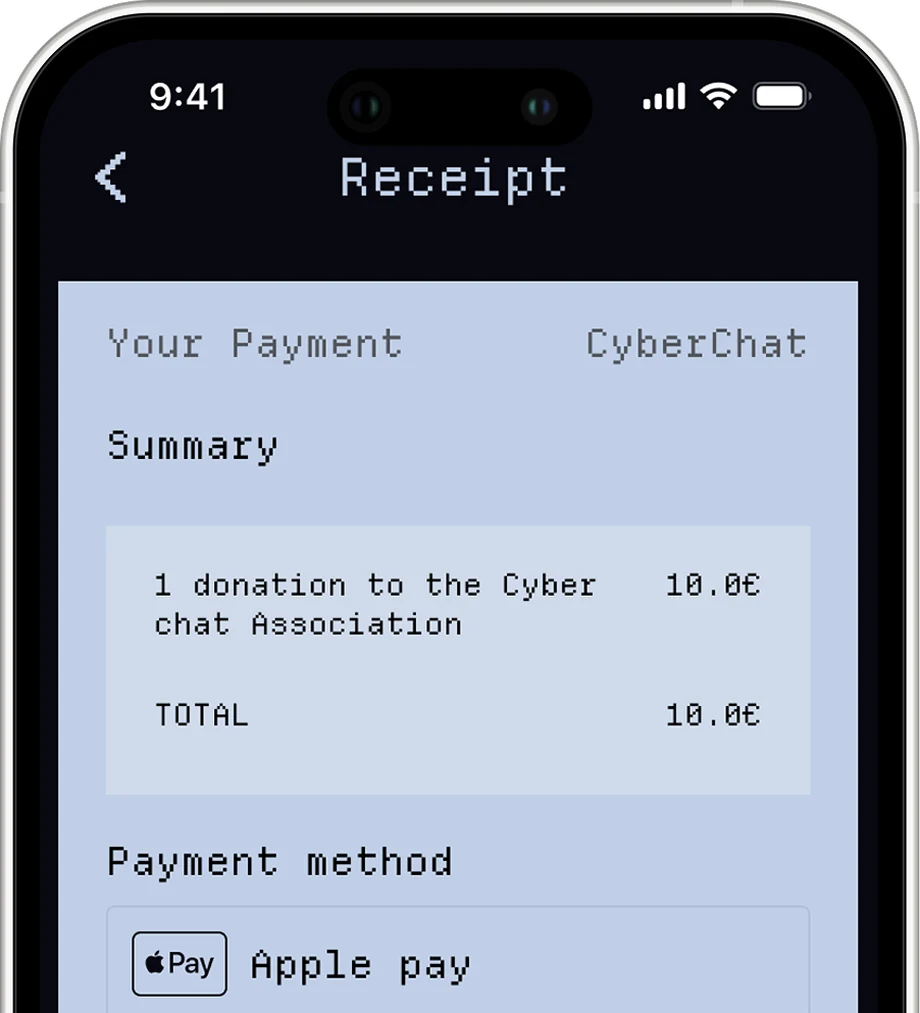 9:41
Receipt
Your Payment CyberChat
Summary
1 donation to the Cyber 10.0€
chat Association
TOTAL 10.0€
Payment method
Pay Apple pay